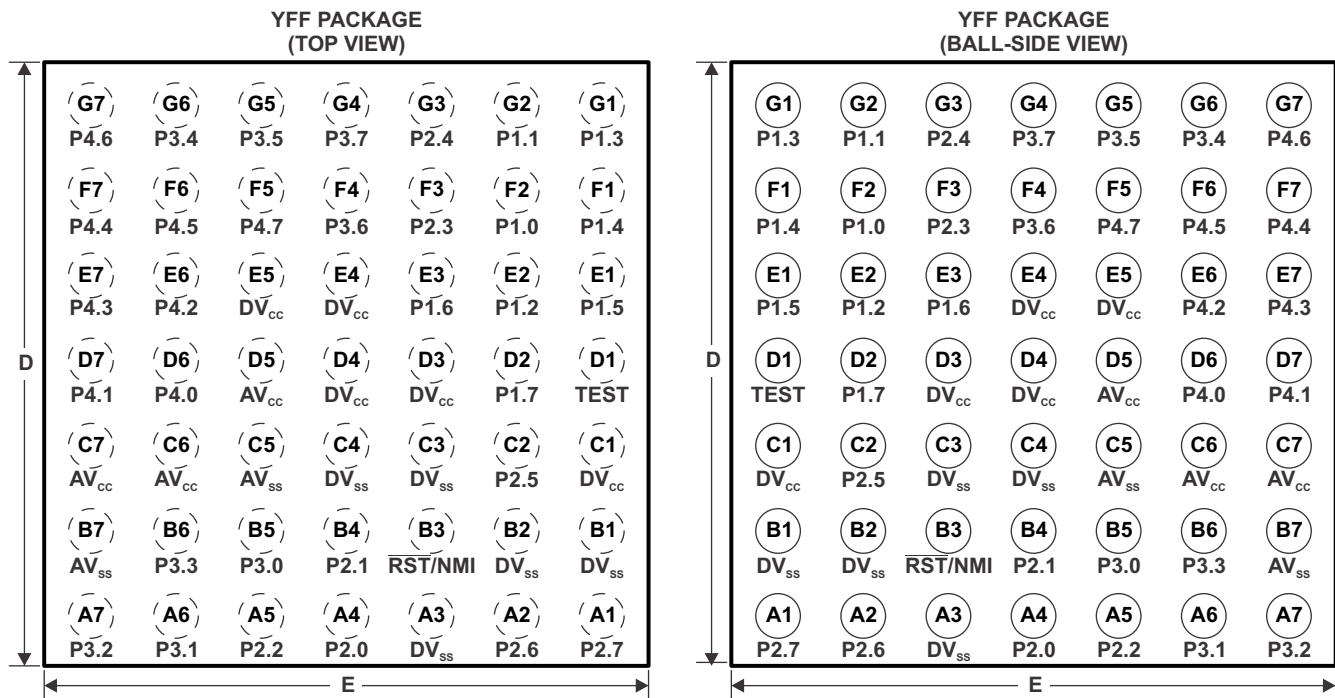 YFF PACKAGE
(TOP VIEW)
G7 G6 G5 G4 G3 G2 G1
P4.6 P3.4 P3.5 P3.7 P2.4 P1.1 P1.3
F7 F6 F5 F4 F3 F2 F1
P4.4 P4.5 P4.7 P3.6 P2.3 P1.0 P1.4
E7 E6 E5 E4 E3 E2 E1
P4.3 P4.2 DVcc DVcc P1.6 P1.2 P1.5
D
D7 D6 D5 D4 D3 D2 D1
P4.1 P4.0 AVcc DVcc DVcc P1.7 TEST
C7 C6 C5 C4 C3 C2 C1
AVcc AVcc AVss DVss DVss P2.5 DVcc
B7 B6 B5 B4 B3 B2 B1
AVss P3.3 P3.0 P2.1 RST/NMI DVss DVss
A7 A6 A5 A4 A3 A2 A1
P3.2 P3.1 P2.2 P2.0 DVss P2.6 P2.7
E
YFF PACKAGE
(BALL-SIDE VIEW)
G1 G2 G3 G4 G5 G6 G7
P1.3 P1.1 P2.4 P3.7 P3.5 P3.4 P4.6
F1 F2 F3 F4 F5 F6 F7
P1.4 P1.0 P2.3 P3.6 P4.7 P4.5 P4.4
E1 E2 E3 E4 E5 E6 E7
P1.5 P1.2 P1.6 DVcc DVcc P4.2 P4.3
D
D1 D2 D3 D4 D5 D6 D7
TEST P1.7 DVcc DVcc AVcc P4.0 P4.1
C1 C2 C3 C4 C5 C6 C7
DVcc P2.5 DVss DVss AVss AVcc AVcc
B1 B2 B3 B4 B5 B6 B7
DVss DVss RST/NMI P2.1 P3.0 P3.3 AVss
A1 A2 A3 A4 A5 A6 A7
P2.7 P2.6 DVss P2.0 P2.2 P3.1 P3.2
E